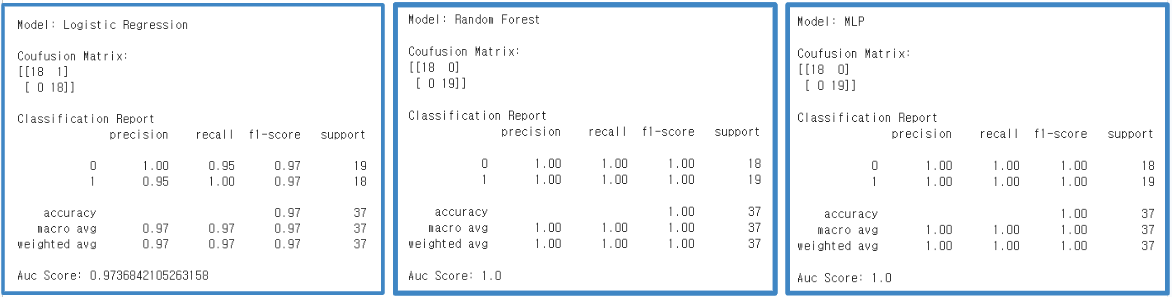 Model: Logistic Regression
Coufusion Matrix:
[[18 1]
[ 0 18]]
Classification Report
precision recall f1-score support
0 1.00 0.95 0.97 19
1 0.95 1.00 0.97 18
accuracy 0.97 37
macro avg 0.97 0.97 0.97 37
weighted avg 0.97 0.97 0.97 37
Auc Score: 0.9736842105263158
Model: Random Forest
Coufusion Matrix:
[[18 0]
[ 0 19]]
Classification Report
precision recall f1-score support
0 1.00 1.00 1.00 18
1 1.00 1.00 1.00 19
accuracy 1.00 37
macro avg 1.00 1.00 1.00 37
weighted avg 1.00 1.00 1.00 37
Auc Score: 1.0
Model: MLP
Coufusion Matrix:
[[18 0]
[ 0 19]]
Classification Report
precision recall f1-score support
0 1.00 1.00 1.00 18
1 1.00 1.00 1.00 19
accuracy 1.00 37
macro avg 1.00 1.00 1.00 37
weighted avg 1.00 1.00 1.00 37
Auc Score: 1.0